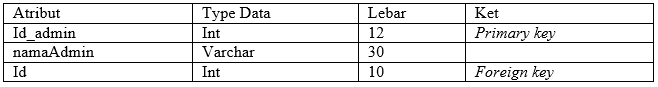 Atribut Type Data Lebar Ket
Id_admin Int 12 Primary key
namaAdmin Varchar 30
Id Int 10 Foreign key